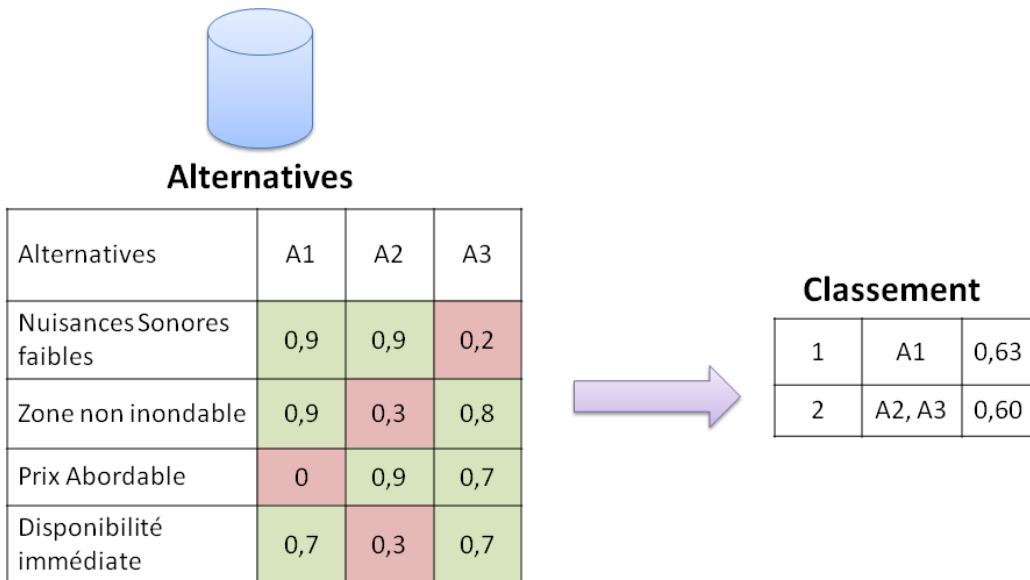 Alternatives
Alternatives A1 A2 A3
Nuisances Sonores
faibles
0,9 0,9 0,2
Zone non inondable 0,9 0,3 0,8
Prix Abordable 0 0,9 0,7
Disponibilité
immédiate
0,7 0,3 0,7
Classement
1 A1 0,63
2 A2, A3 0,60